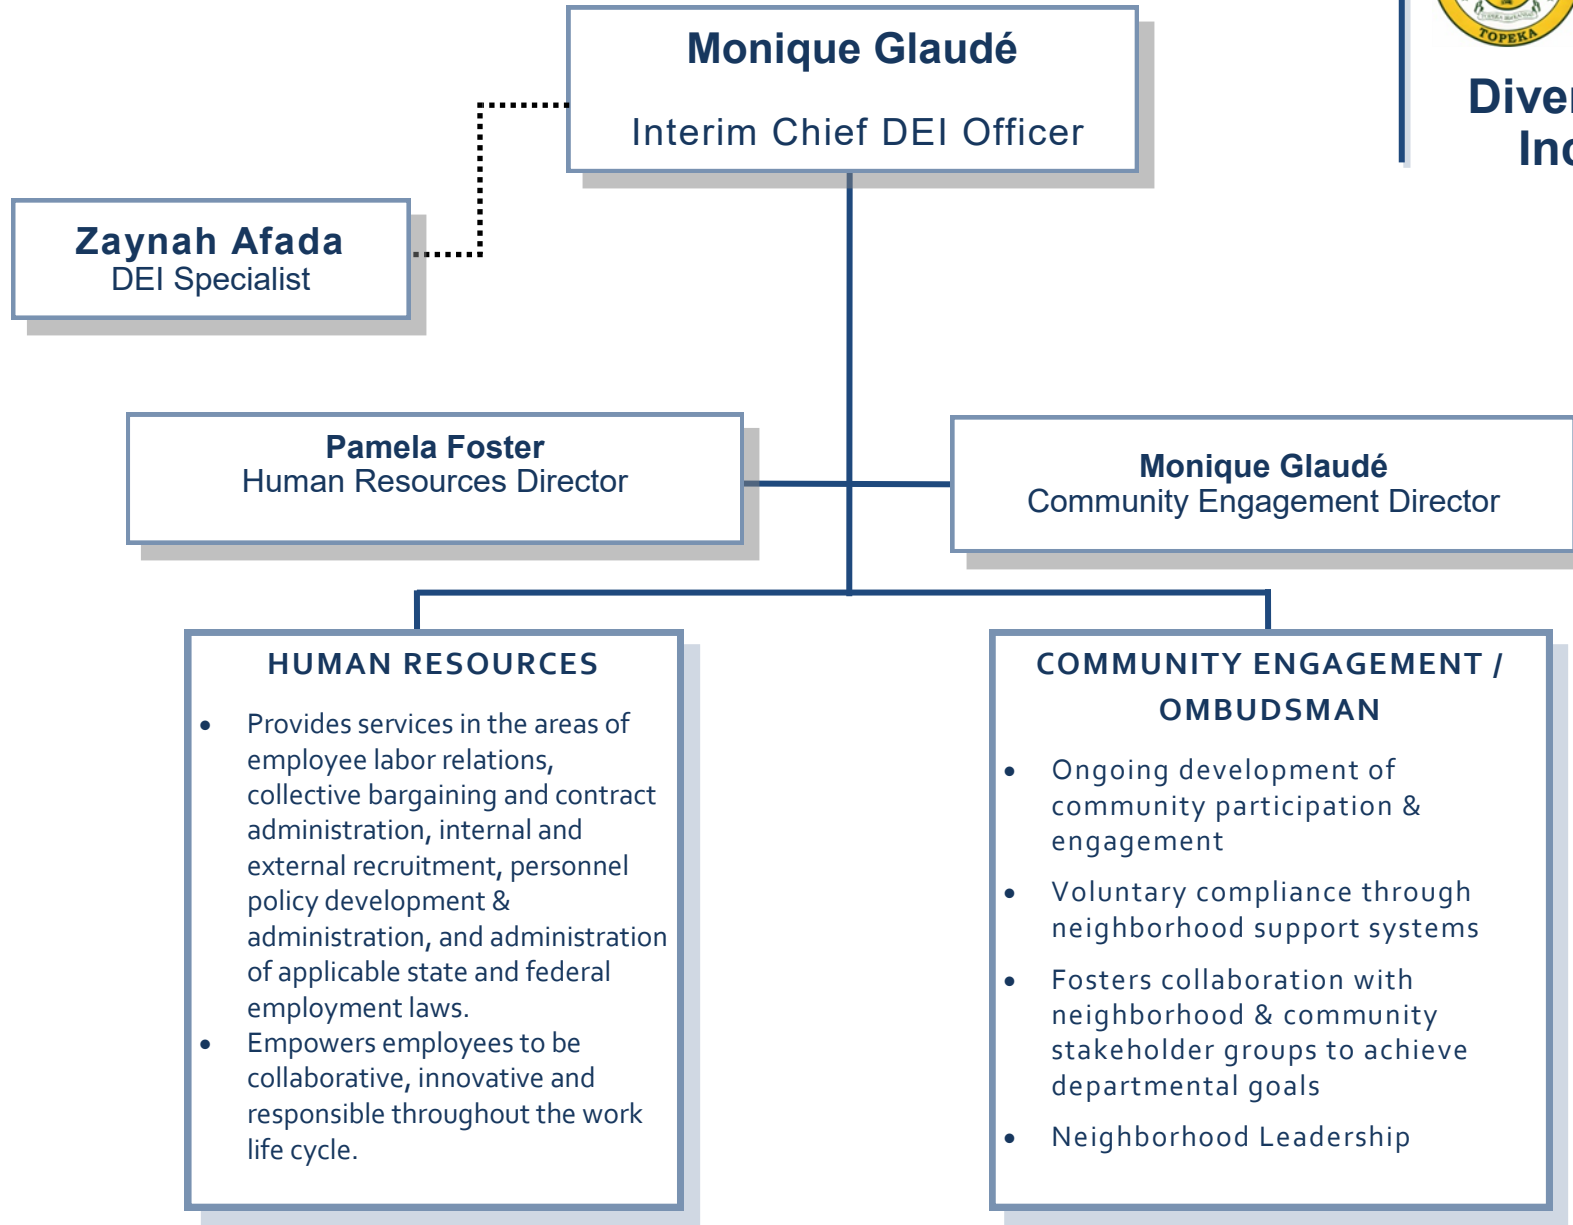 TOPEKA
Monique Glaudé
Interim Chief DEI Officer
Zaynah Afada
DEI Specialist
Pamela Foster
Human Resources Director
Monique Glaudé
Community Engagement Director
HUMAN RESOURCES
• Provides services in the areas of
employee labor relations,
collective bargaining and contract
administration, internal and
external recruitment, personnel
policy development &
administration, and administration
of applicable state and federal
employment laws.
• Empowers employees to be
collaborative, innovative and
responsible throughout the work
life cycle.
COMMUNITY ENGAGEMENT /
OMBUDSMAN
• Ongoing development of
community participation &
engagement
• Voluntary compliance through
neighborhood support systems
• Fosters collaboration with
neighborhood & community
stakeholder groups to achieve
departmental goals
• Neighborhood Leadership